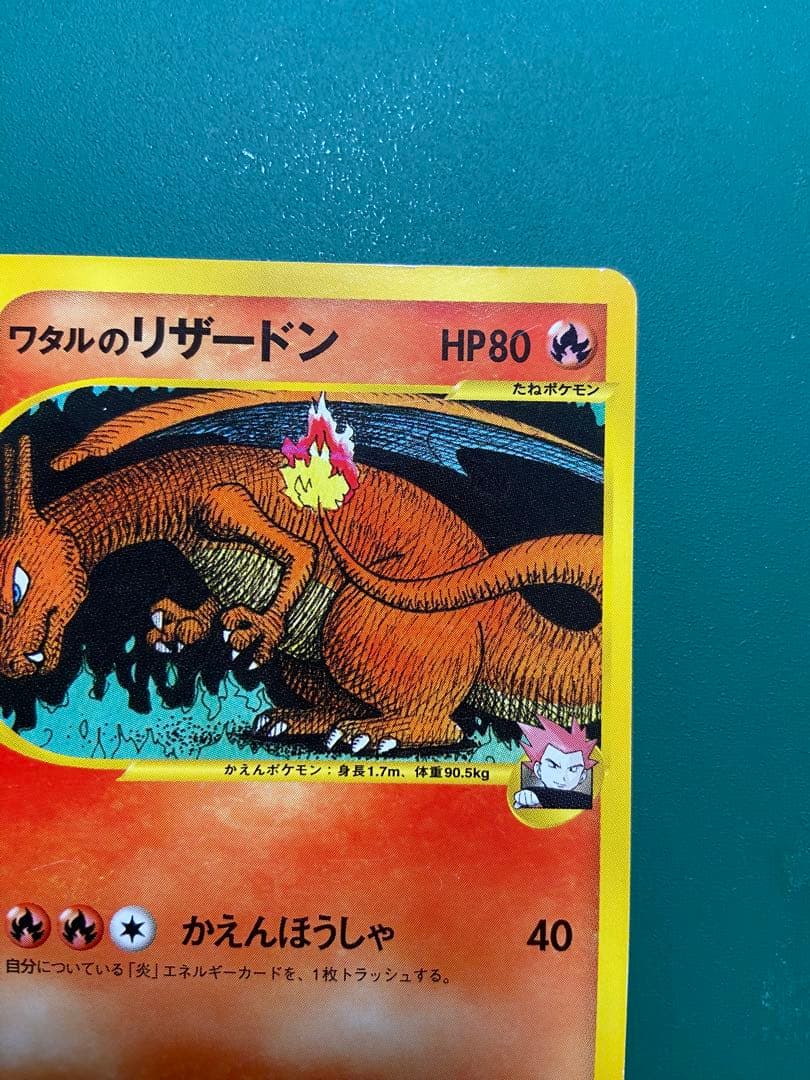 ワタルのリザードン HP80
たねポケモン
かえんポケモン：身長1.7m、体重90.5kg
かえんほうしゃ 40
自分についている「炎」エネルギーカードを、1枚トラッシュする。